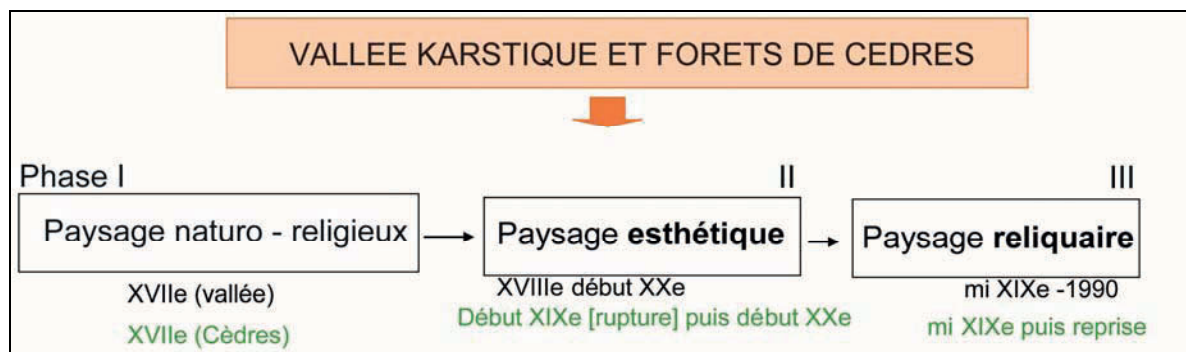 VALLEE KARSTIQUE ET FORETS DE CEDRES
Phase I
Paysage naturo - religieux
XVIIe (vallée)
XVIIe (Cèdres)
II
Paysage esthétique
XVIIIe début XXe
Début XIXe [rupture] puis début XXe
III
Paysage reliquaire
mi XIXe -1990
mi XIXe puis reprise